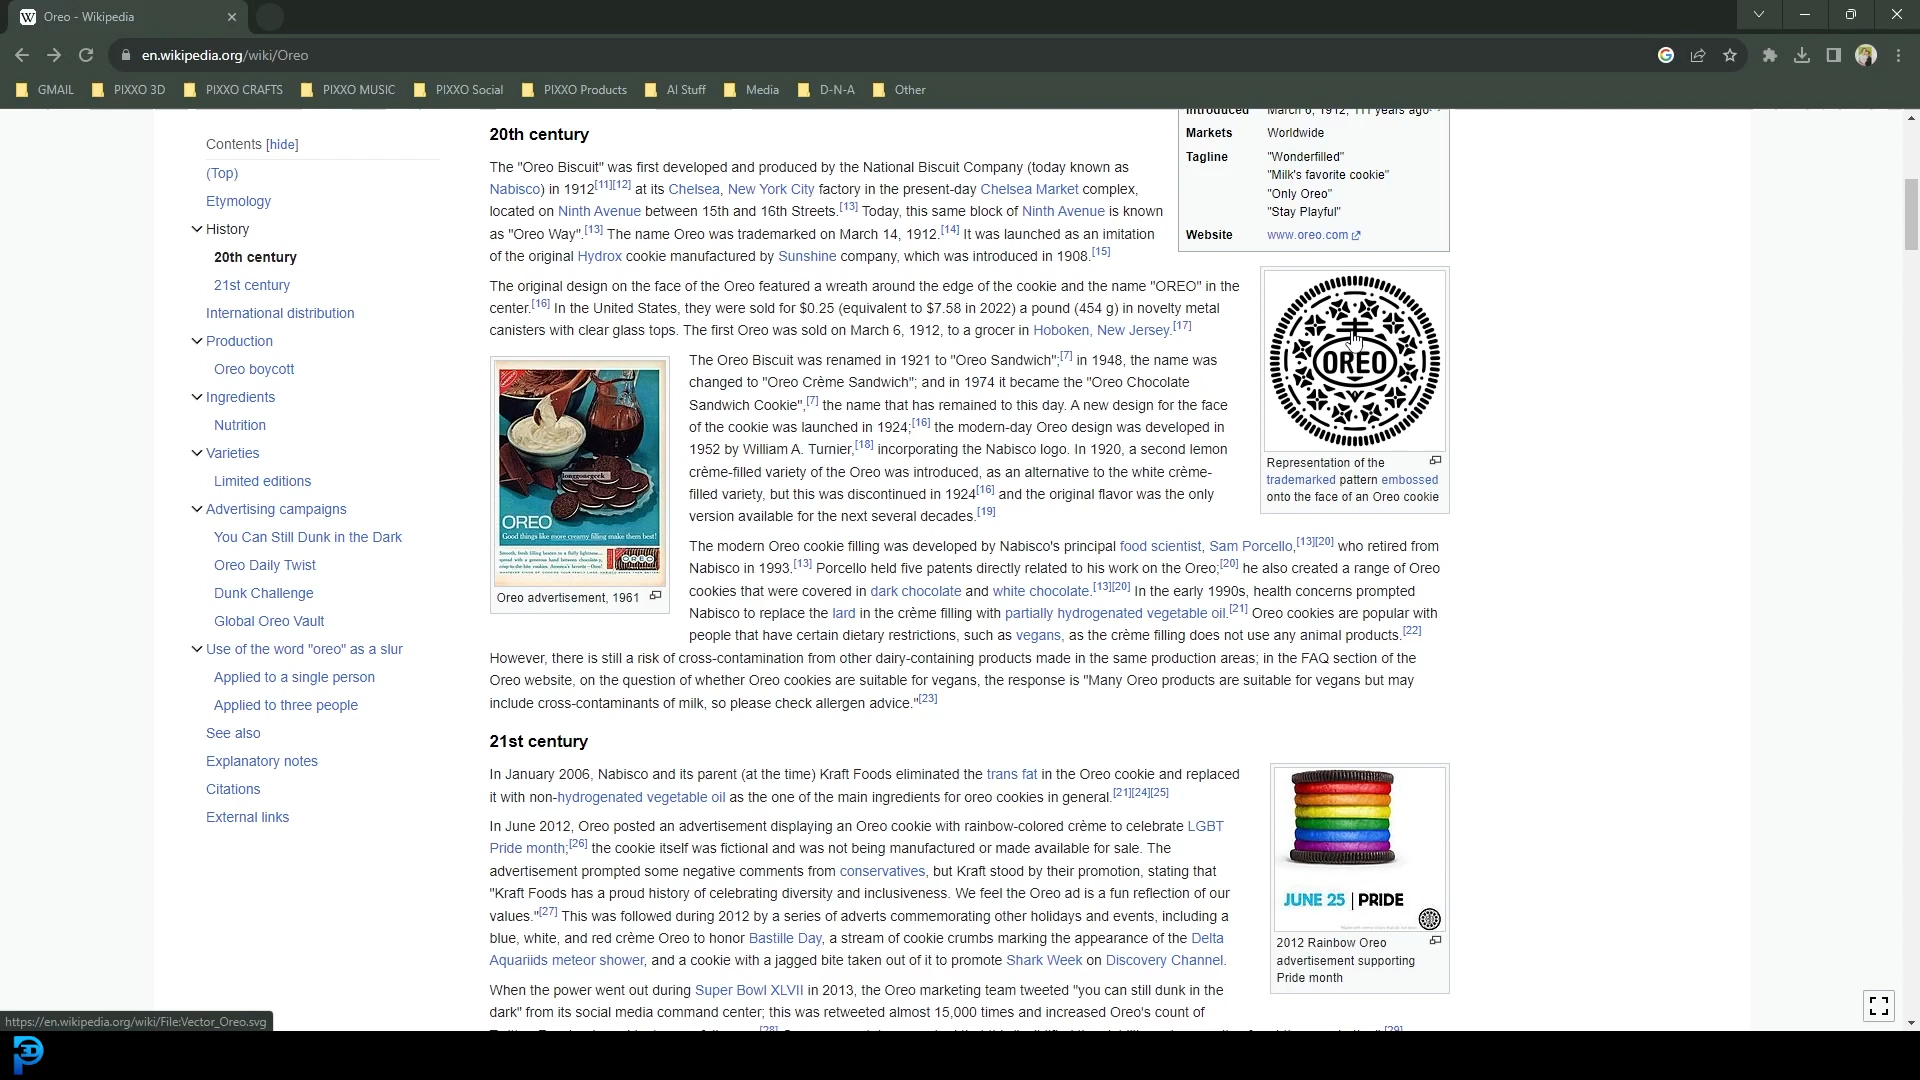 Oreo - Wikipedia
en.wikipedia.org/wiki/Oreo
GMAIL
PIXXO 3D
PIXXO CRAFTS
PIXXO MUSIC
PIXXO Social
PIXXO Products
AI Stuff
Media
D-N-A
Other
Contents [hide]
(Top)
Etymology
History
20th century
21st century
International distribution
Production
Oreo boycott
Ingredients
Nutrition
Varieties
Limited editions
Advertising campaigns
You Can Still Dunk in the Dark
Oreo Daily Twist
Dunk Challenge
Global Oreo Vault
Use of the word "oreo" as a slur
Applied to a single person
Applied to three people
See also
Explanatory notes
Citations
External links
20th century
The "Oreo Biscuit" was first developed and produced by the National Biscuit Company (today known as
Nabisco) in 1912[11][12] at its Chelsea, New York City factory in the present-day Chelsea Market complex,
located on Ninth Avenue between 15th and 16th Streets.[13] Today, this same block of Ninth Avenue is known
as "Oreo Way".[13] The name Oreo was trademarked on March 14, 1912.[14] It was launched as an imitation
of the original Hydrox cookie manufactured by Sunshine company, which was introduced in 1908.[15]
The original design on the face of the Oreo featured a wreath around the edge of the cookie and the name "OREO" in the
center.[16] In the United States, they were sold for $0.25 (equivalent to $7.58 in 2022) a pound (454 g) in novelty metal
canisters with clear glass tops. The first Oreo was sold on March 6, 1912, to a grocer in Hoboken, New Jersey.[17]
The Oreo Biscuit was renamed in 1921 to "Oreo Sandwich";[7] in 1948, the name was
changed to "Oreo Crème Sandwich"; and in 1974 it became the "Oreo Chocolate
Sandwich Cookie",[7] the name that has remained to this day. A new design for the face
of the cookie was launched in 1924;[16] the modern-day Oreo design was developed in
1952 by William A. Turnier,[18] incorporating the Nabisco logo. In 1920, a second lemon
crème-filled variety of the Oreo was introduced, as an alternative to the white crème-
filled variety, but this was discontinued in 1924[16] and the original flavor was the only
version available for the next several decades.[19]
The modern Oreo cookie filling was developed by Nabisco's principal food scientist, Sam Porcello,[13][20] who retired from
Nabisco in 1993.[13] Porcello held five patents directly related to his work on the Oreo;[20] he also created a range of Oreo
cookies that were covered in dark chocolate and white chocolate.[13][20] In the early 1990s, health concerns prompted
Nabisco to replace the lard in the crème filling with partially hydrogenated vegetable oil.[21] Oreo cookies are popular with
people that have certain dietary restrictions, such as vegans, as the crème filling does not use any animal products.[22]
However, there is still a risk of cross-contamination from other dairy-containing products made in the same production areas; in the FAQ section of the
Oreo website, on the question of whether Oreo cookies are suitable for vegans, the response is "Many Oreo products are suitable for vegans but may
include cross-contaminants of milk, so please check allergen advice."[23]
OREO
Good things like more creamy filling make them best!
OREO
Oreo advertisement, 1961
Introduced March 6, 1912; 111 years ago
Markets Worldwide
Tagline "Wonderfilled"
"Milk's favorite cookie"
"Only Oreo"
"Stay Playful"
Website www.oreo.com
OREO
Representation of the
trademarked pattern embossed
onto the face of an Oreo cookie
21st century
In January 2006, Nabisco and its parent (at the time) Kraft Foods eliminated the trans fat in the Oreo cookie and replaced
it with non-hydrogenated vegetable oil as the one of the main ingredients for oreo cookies in general.[21][24][25]
In June 2012, Oreo posted an advertisement displaying an Oreo cookie with rainbow-colored crème to celebrate LGBT
Pride month;[26] the cookie itself was fictional and was not being manufactured or made available for sale. The
advertisement prompted some negative comments from conservatives, but Kraft stood by their promotion, stating that
"Kraft Foods has a proud history of celebrating diversity and inclusiveness. We feel the Oreo ad is a fun reflection of our
values."[27] This was followed during 2012 by a series of adverts commemorating other holidays and events, including a
blue, white, and red crème Oreo to honor Bastille Day, a stream of cookie crumbs marking the appearance of the Delta
Aquariids meteor shower, and a cookie with a jagged bite taken out of it to promote Shark Week on Discovery Channel.
When the power went out during Super Bowl XLVII in 2013, the Oreo marketing team tweeted "you can still dunk in the
dark" from its social media command center; this was retweeted almost 15,000 times and increased Oreo's count of
JUNE 25 | PRIDE
2012 Rainbow Oreo
advertisement supporting
Pride month
https://en.wikipedia.org/wiki/File:Vector_Oreo.svg